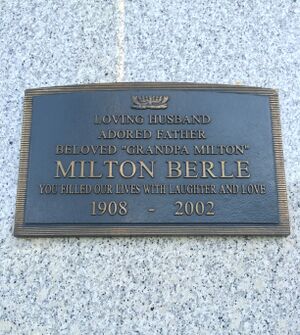 LOVING HUSBAND
ADORED FATHER
BELOVED "GRANDPA MILTON"
MILTON BERLE
YOU FILLED OUR LIVES WITH LAUGHTER AND LOVE
1908 - 2002